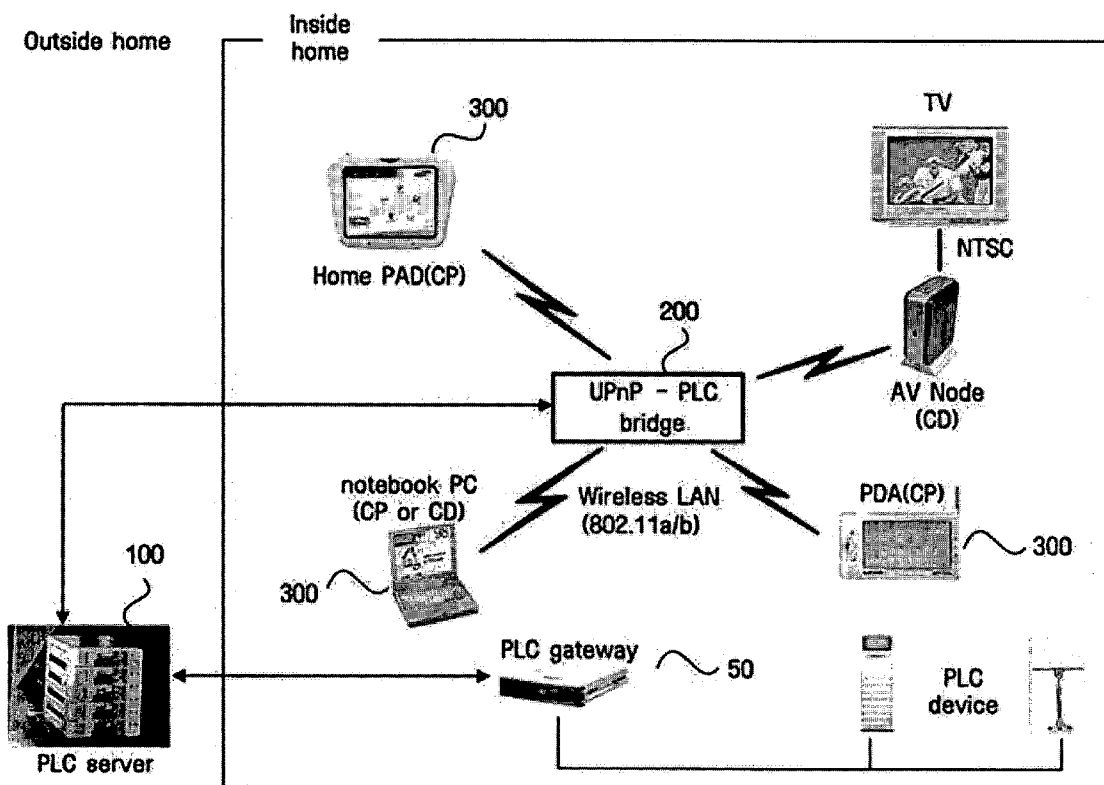 Outside home
Inside
home
300
TV
NTSC
Home PAD(CP)
200
UPnP - PLC
bridge
AV Node
(CD)
notebook PC
(CP or CD)
Wireless LAN
(802.11a/b)
PDA(CP)
300
300
100
PLC gateway
50
PLC
device
PLC server